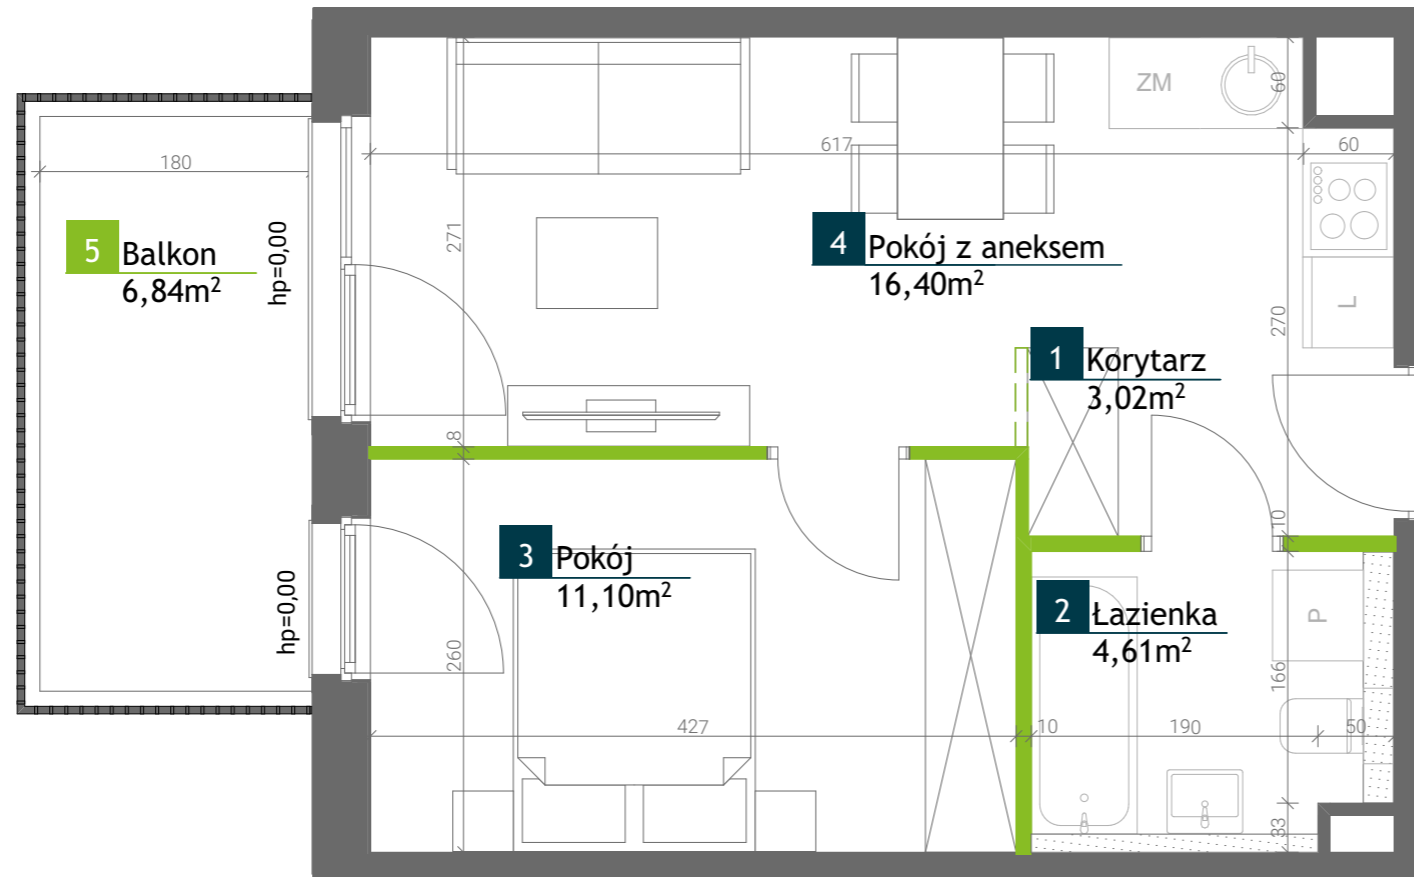 ZM
60
617
60
180
271
5 Balkon
6,84m²
hp=0,00
4 Pokój z aneksem
16,40m²
L
270
1 Korytarz
3,02m²
8
10
3 Pokój
11,10m²
hp=0,00
260
2 Łazienka
4,61m²
P
166
427
10
190
50
33